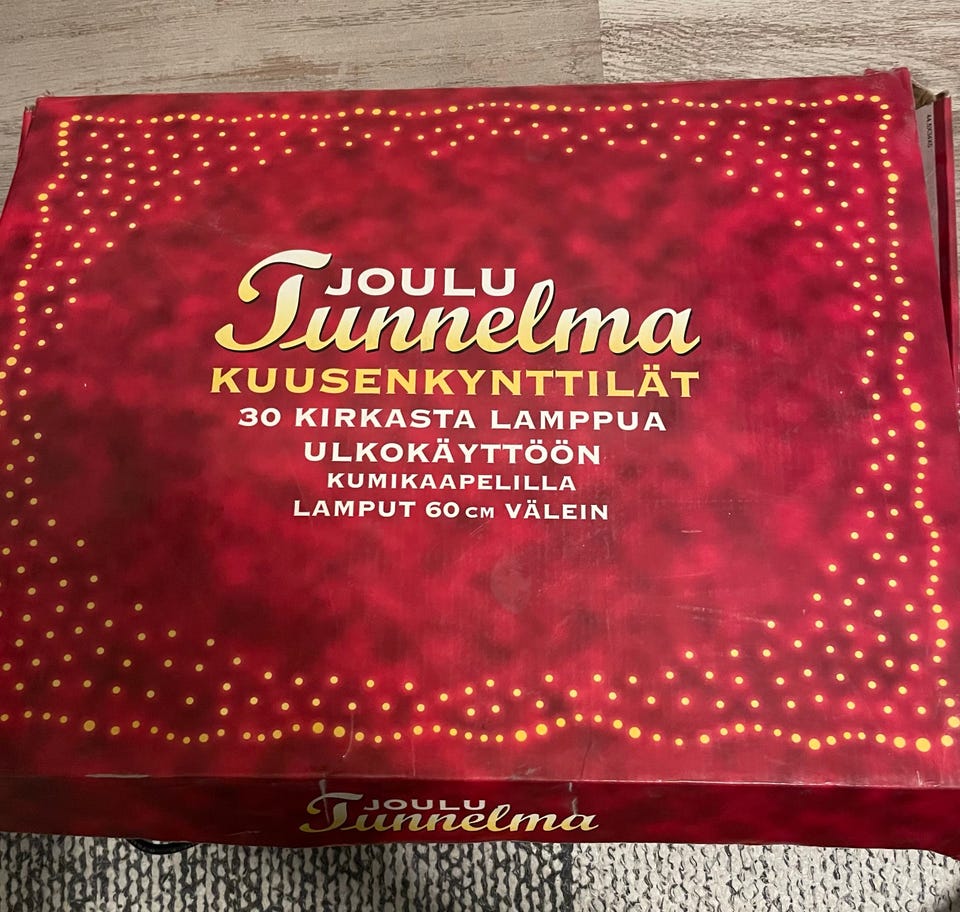 JOULU
Tunnelma
KUUSENKYNTTILÄT
30 KIRKASTA LAMPPUA
ULKOKÄYTTÖÖN
KUMIKAAPELILLA
LAMPUT 60 CM VÄLEIN
JOULU
Tunnelma